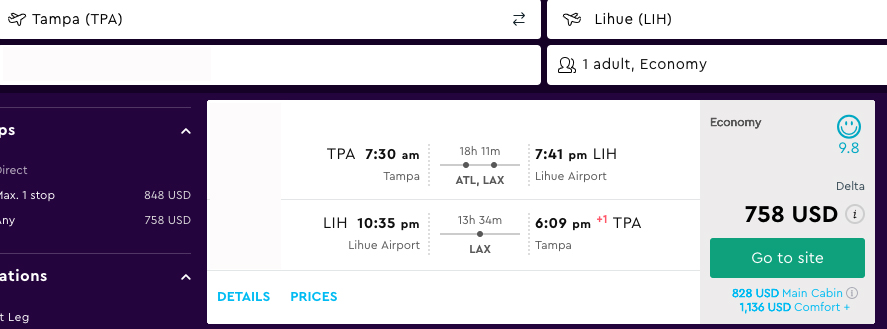 Tampa (TPA)
Lihue (LIH)
1 adult, Economy
ps
Direct
Max. 1 stop 848 USD
Any 758 USD
ations
t Leg
TPA 7:30 am 18h 11m 7:41 pm LIH
Tampa ATL, LAX Lihue Airport
LIH 10:35 pm 13h 34m 6:09 pm +1 TPA
Lihue Airport LAX Tampa
DETAILS PRICES
Economy
9.8
Delta
758 USD i
Go to site
828 USD Main Cabin i
1,136 USD Comfort +